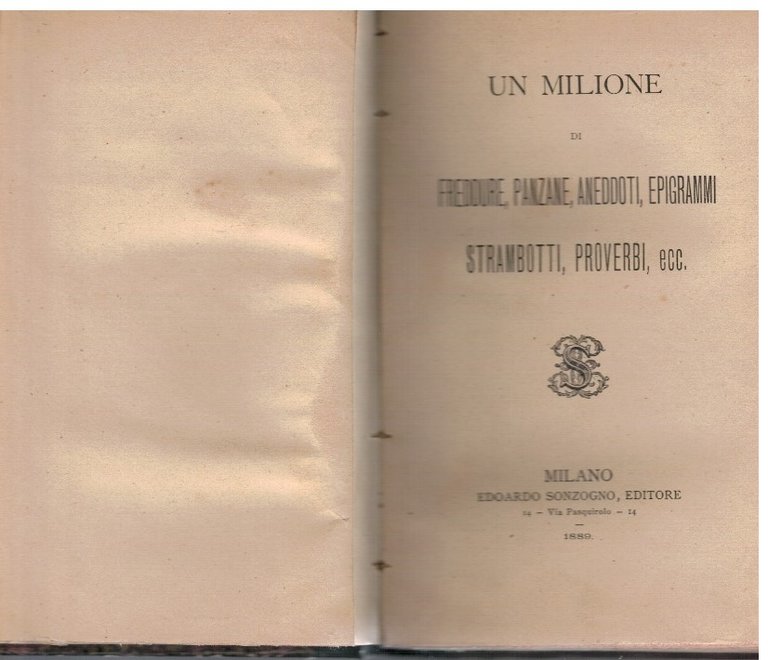 UN MILIONE
DI
FREDDURE, PANZANE, ANEDDOTI, EPIGRAMMI
STRAMBOTTI, PROVERBI, ecc.
MILANO
EDOARDO SONZOGNO, EDITORE
14 — Via Pasquirolo — 14
—
1889.